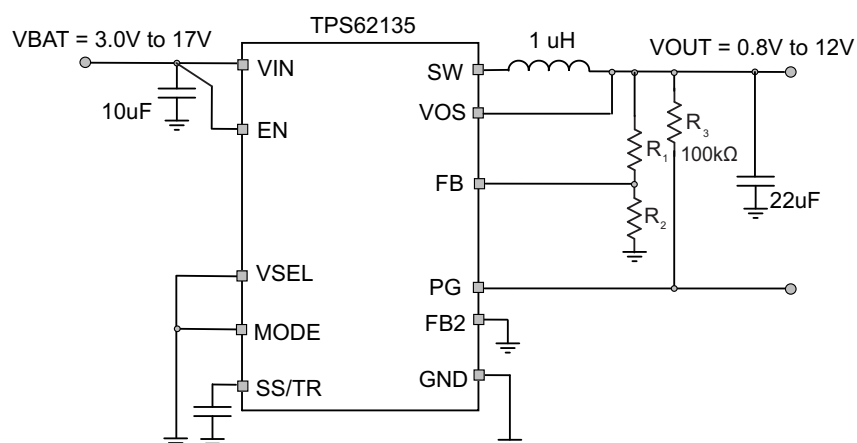 TPS62135
VBAT = 3.0V to 17V
1 uH
VOUT = 0.8V to 12V
VIN
SW
10uF
VOS
R3
EN
R1
100kΩ
FB
R2
22uF
VSEL
PG
MODE
FB2
SS/TR
GND